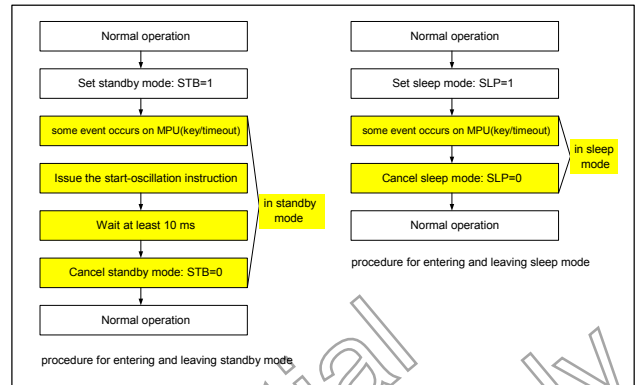 Normal operation
Set standby mode: STB=1
some event occurs on MPU(key/timeout)
Issue the start-oscillation instruction
Wait at least 10 ms
Cancel standby mode: STB=0
Normal operation
in standby
mode
procedure for entering and leaving standby mode
Normal operation
Set sleep mode: SLP=1
some event occurs on MPU(key/timeout)
Cancel sleep mode: SLP=0
Normal operation
in sleep
mode
procedure for entering and leaving sleep mode